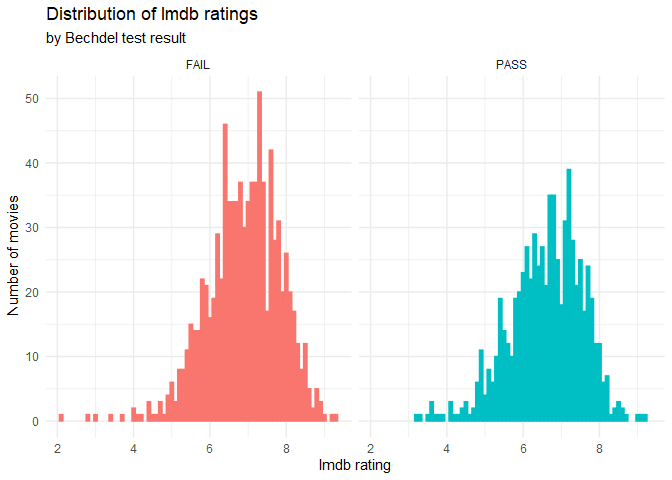 Distribution of Imdb ratings
by Bechdel test result
FAIL
PASS
50
40
30
20
10
0
Number of movies
2
4
6
8
2
4
6
8
Imdb rating